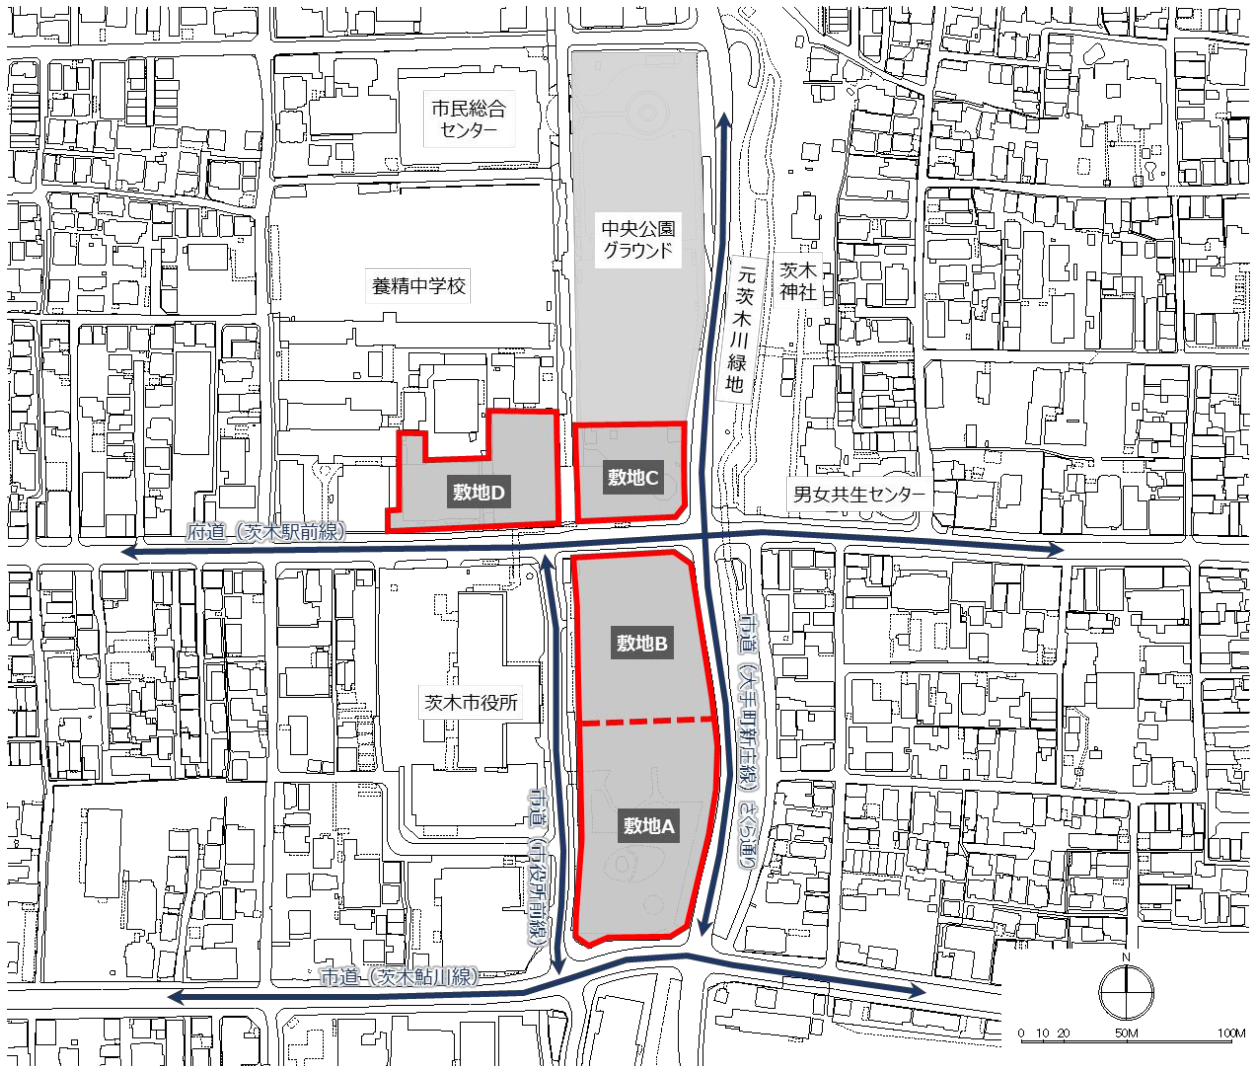 市民総合
センター
中央公園
グラウンド
養精中学校
元茨木川緑地
茨木
神社
敷地C
敷地D
男女共生センター
府道（茨木駅前線）
敷地B
市道（大手町新庄線）さくら通り
茨木市役所
敷地A
市道（市役所前線）
市道（茨木鮎川線）
N
0 10 20 50M 100M